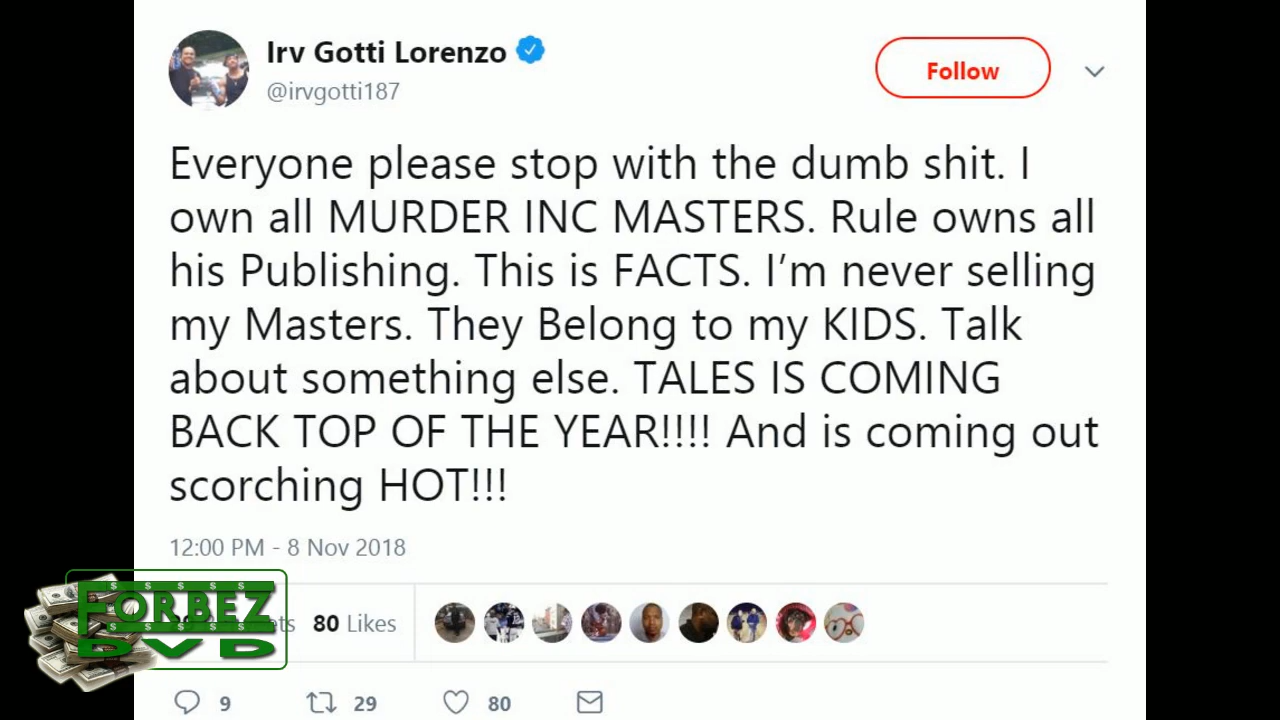 Irv Gotti Lorenzo
@irvgotti187
Follow
Everyone please stop with the dumb shit. I
own all MURDER INC MASTERS. Rule owns all
his Publishing. This is FACTS. I’m never selling
my Masters. They Belong to my KIDS. Talk
about something else. TALES IS COMING
BACK TOP OF THE YEAR!!!! And is coming out
scorching HOT!!!
12:00 PM - 8 Nov 2018
80 Likes
FORBEZ
DVD
9 29 80